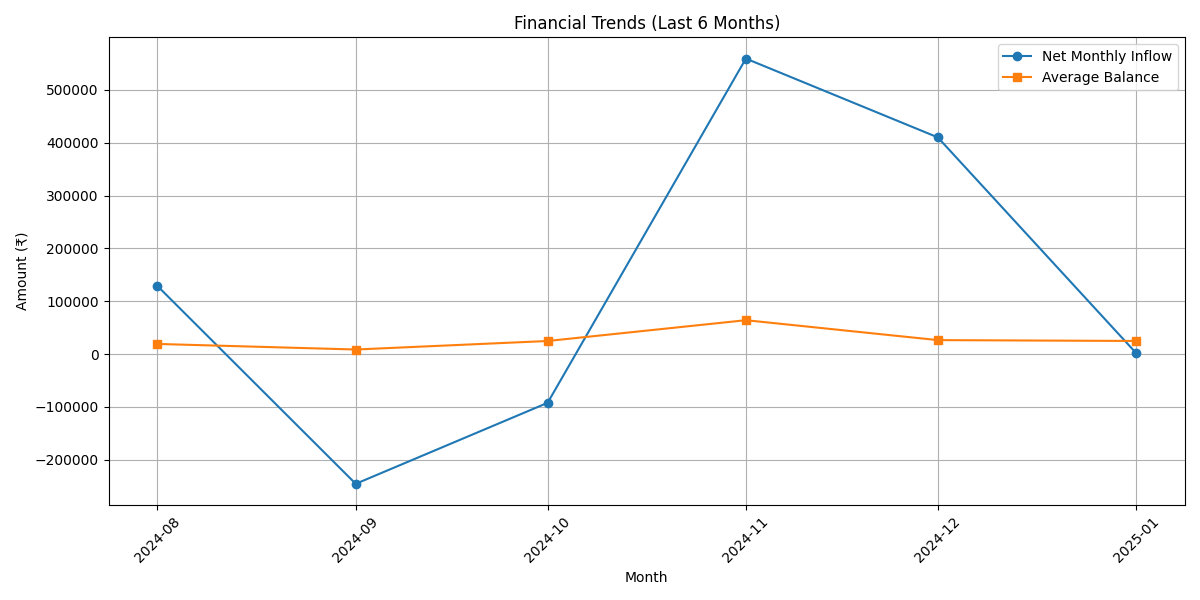 Financial Trends (Last 6 Months)
Net Monthly Inflow
Average Balance
Amount (₹)
500000
400000
300000
200000
100000
0
−100000
−200000
2024-08
2024-09
2024-10
2024-11
2024-12
2025-01
Month